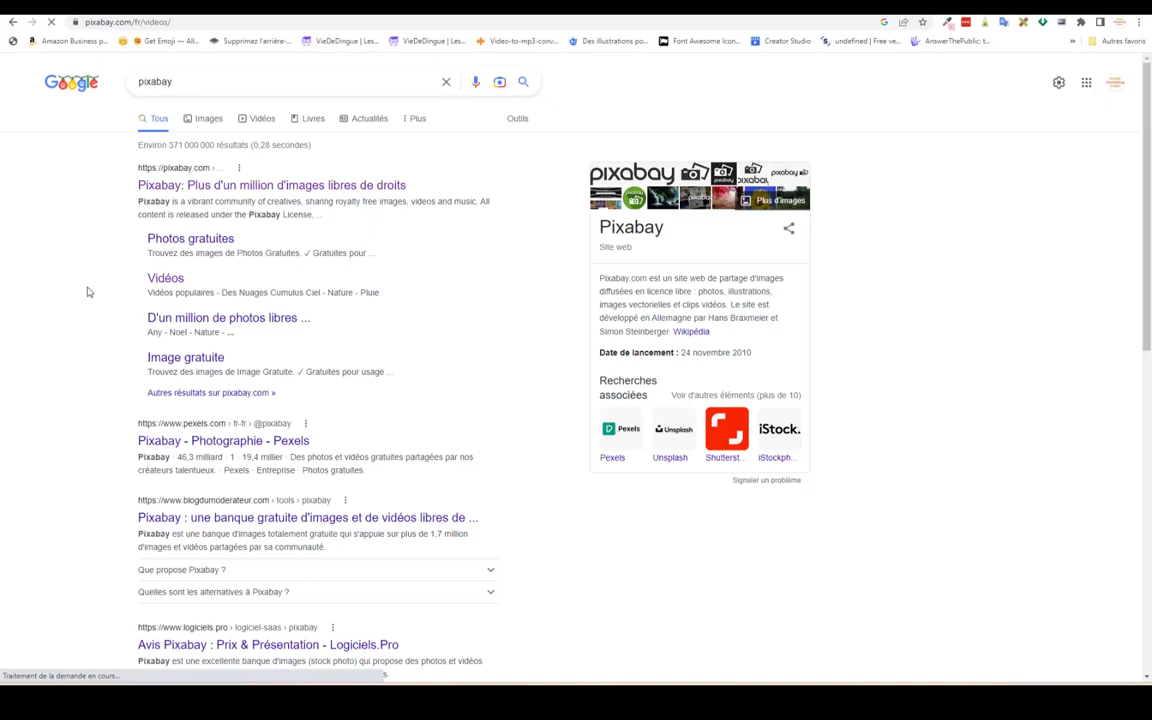 pixabay.com/fr/videos/
Amazon Business p... Get Emoji — All... Supprimez l'arrière-... VieDeDingue | Les... VieDeDingue | Les... Video-to-mp3-conv... Des illustrations po... Font Awesome Icon... Creator Studio undefined | Free ve... AnswerThePublic: t... » Autres favoris
Google
pixabay
Tous Images Vidéos Livres Actualités Plus Outils
Environ 371 000 000 résultats (0,28 secondes)
https://pixabay.com › ...
Pixabay: Plus d'un million d'images libres de droits
Pixabay is a vibrant community of creatives, sharing royalty free images, videos and music. All
content is released under the Pixabay License, ...
Photos gratuites
Trouvez des images de Photos Gratuites. ✓ Gratuites pour ...
Vidéos
Vidéos populaires - Des Nuages Cumulus Ciel - Nature - Pluie
D'un million de photos libres ...
Any - Noel - Nature - ...
Image gratuite
Trouvez des images de Image Gratuite. ✓ Gratuites pour usage ...
Autres résultats sur pixabay.com »
https://www.pexels.com › fr-fr › @pixabay
Pixabay - Photographie - Pexels
Pixabay · 46,3 milliard · 1 · 19,4 millier · Des photos et vidéos gratuites partagées par nos
créateurs talentueux. · Pexels · Entreprise · Photos gratuites.
https://www.blogdumoderateur.com › tools › pixabay
Pixabay : une banque gratuite d'images et de vidéos libres de ...
Pixabay est une banque d'images totalement gratuite qui s'appuie sur plus de 1,7 million
d'images et vidéos partagées par sa communauté.
Que propose Pixabay ?
Quelles sont les alternatives à Pixabay ?
https://www.logiciels.pro › logiciel-saas › pixabay
Avis Pixabay : Prix & Présentation - Logiciels.Pro
Pixabay est une excellente banque d'images (stock photo) qui propose des photos et vidéos
s.
Traitement de la demande en cours...
pixabay
pixabay
Plus d'images
Pixabay
Site web
Pixabay.com est un site web de partage d'images
diffusées en licence libre : photos, illustrations,
images vectorielles et clips vidéos. Le site est
développé en Allemagne par Hans Braxmeier et
Simon Steinberger. Wikipédia
Date de lancement : 24 novembre 2010
Recherches
associées
Voir d'autres éléments (plus de 10)
Pexels Unsplash iStock.
Pexels Unsplash Shutterst... iStockph...
Signaler un problème